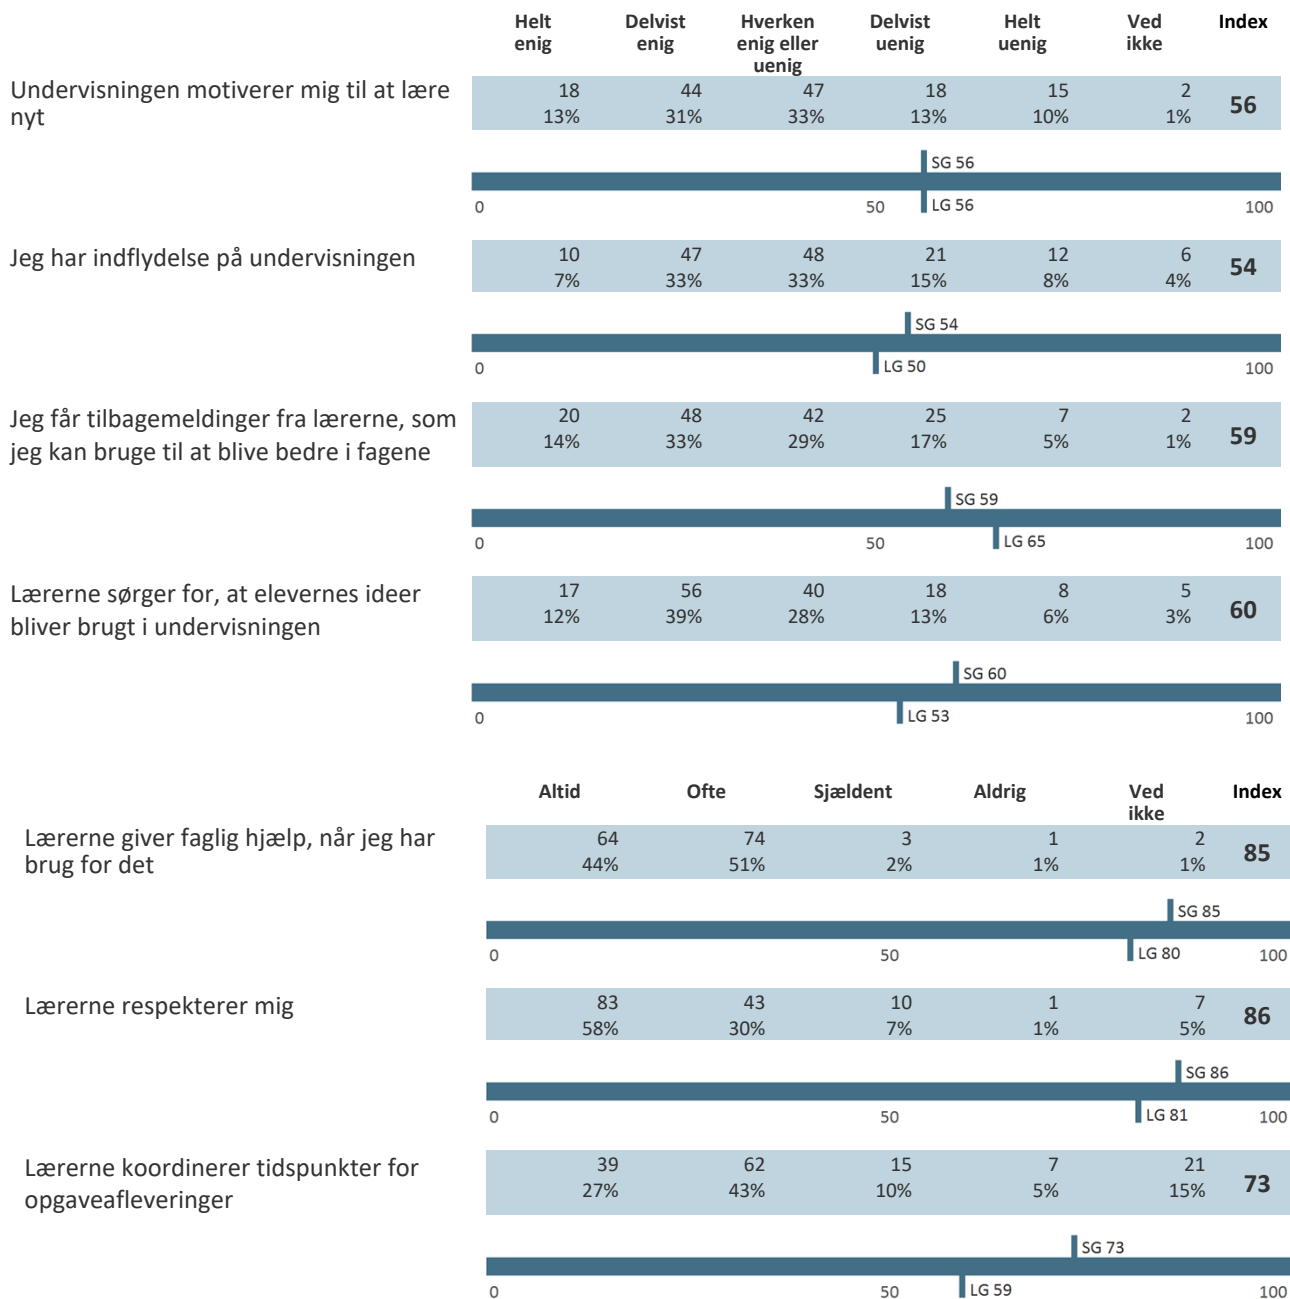 Helt enig Delvist enig Hverken enig eller uenig Delvist uenig Helt uenig Ved ikke Index
Undervisningen motiverer mig til at lære
nyt
18 44 47 18 15 2 56
13% 31% 33% 13% 10% 1%
SG 56
0 50 LG 56 100
Jeg har indflydelse på undervisningen
10 47 48 21 12 6 54
7% 33% 33% 15% 8% 4%
SG 54
0 LG 50 100
Jeg får tilbagemeldinger fra lærerne, som
jeg kan bruge til at blive bedre i fagene
20 48 42 25 7 2 59
14% 33% 29% 17% 5% 1%
SG 59
0 50 LG 65 100
Lærerne sørger for, at elevernes ideer
bliver brugt i undervisningen
17 56 40 18 8 5 60
12% 39% 28% 13% 6% 3%
SG 60
0 LG 53 100
Altid Ofte Sjældent Aldrig Ved ikke Index
Lærerne giver faglig hjælp, når jeg har
brug for det
64 74 3 1 2 85
44% 51% 2% 1% 1%
SG 85
0 50 LG 80 100
Lærerne respekterer mig
83 43 10 1 7 86
58% 30% 7% 1% 5%
SG 86
0 50 LG 81 100
Lærerne koordinerer tidspunkter for
opgaveafleveringer
39 62 15 7 21 73
27% 43% 10% 5% 15%
SG 73
0 50 LG 59 100